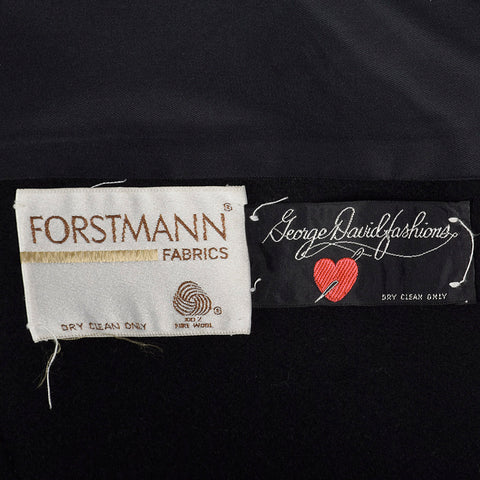 FORSTMANN®
FABRICS
100 %
PURE WOOL
®
DRY CLEAN ONLY
George David fashions
DRY CLEAN ONLY